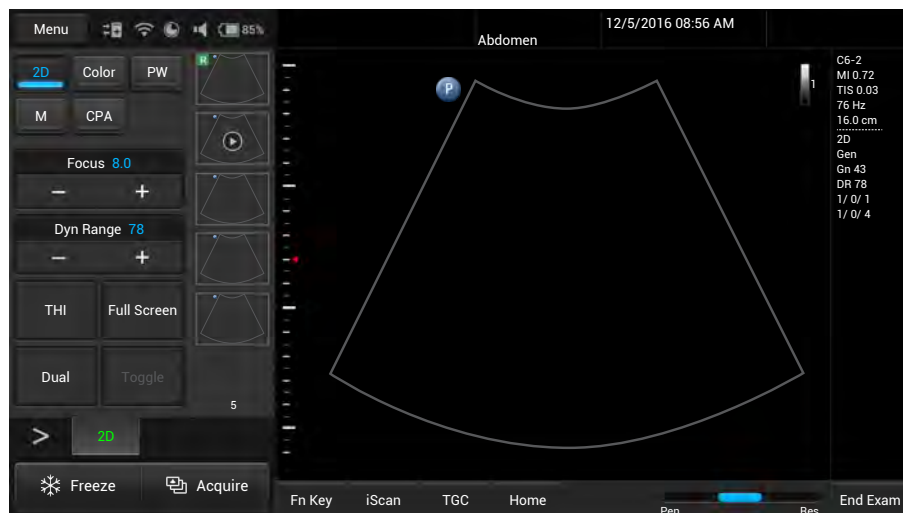 Menu
85%
12/5/2016 08:56 AM
Abdomen
2D
Color
PW
M
CPA
Focus 8.0
−
+
Dyn Range 78
−
+
THI
Full Screen
Dual
Toggle
R
5
>
2D
Freeze
Acquire
P
1
C6-2
MI 0.72
TIS 0.03
76 Hz
16.0 cm
2D
Gen
Gn 43
DR 78
1/ 0/ 1
1/ 0/ 4
Fn Key
iScan
TGC
Home
Pen
Res
End Exam